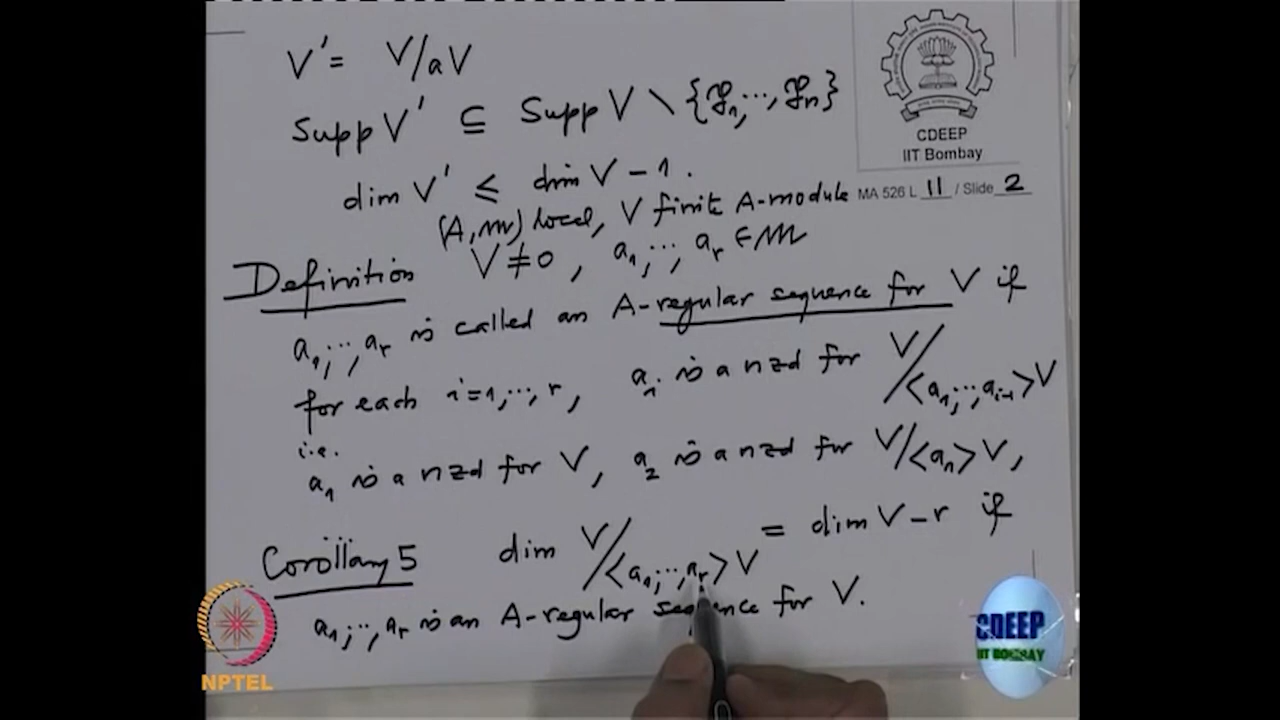 V' = V/aV
Supp V' ⊆ Supp V \ {𝔭₁,...,𝔭ₙ}
dim V' ≤ dim V - 1.
CDEEP
IIT Bombay
MA 526 L 11 / Slide 2
(A, m) local, V finite A-module
Definition V ≠ 0, a₁,..., aᵣ ∈ m
a₁,..., aᵣ is called an A-regular sequence for V if
for each i=1,..., r, aᵢ is a nzd for V/<a₁,...,aᵢ₋₁>V
i.e.
a₁ is a nzd for V, a₂ is a nzd for V/<a₁>V,
...
Corollary 5 dim V/<a₁,...,aᵣ>V = dim V - r if
a₁,..., aᵣ is an A-regular sequence for V.
NPTEL
CDEEP
IIT BOMBAY